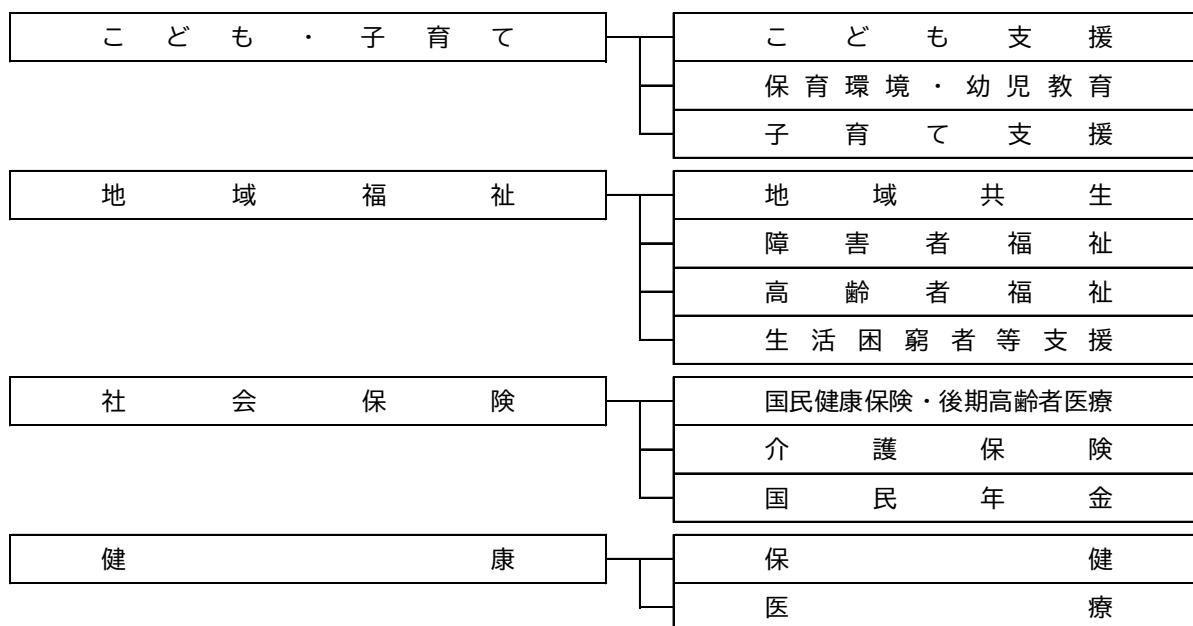 こども・子育て
こども支援
保育環境・幼児教育
子育て支援
地域福祉
地域共生
障害者福祉
高齢者福祉
生活困窮者等支援
社会保険
国民健康保険・後期高齢者医療
介護保険
国民年金
健康
保健
医療